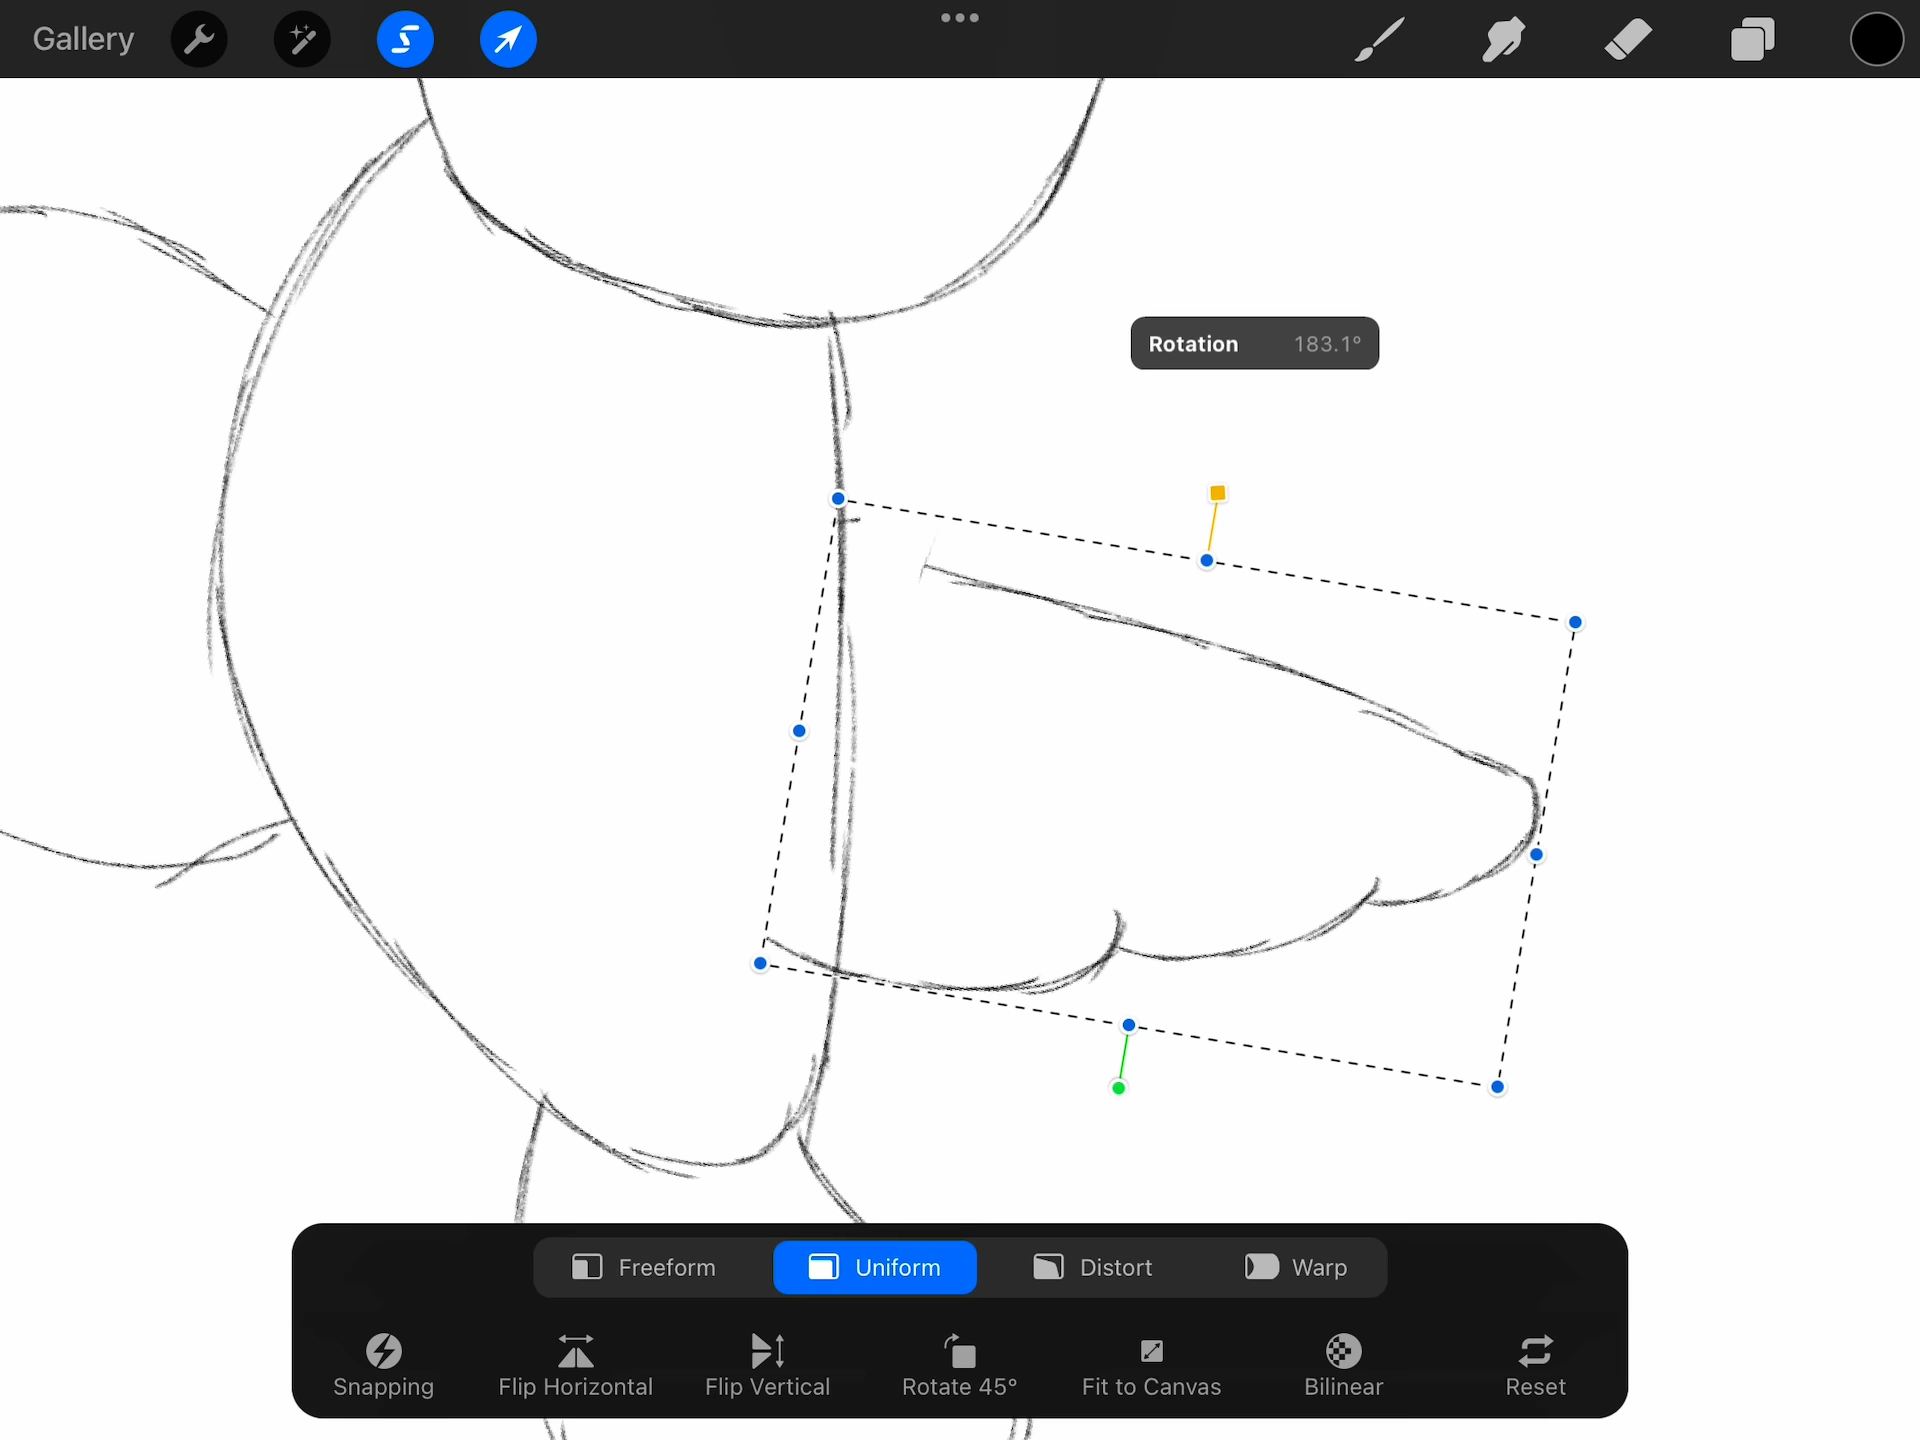 Gallery
Rotation 183.1°
Freeform Uniform Distort Warp
Snapping Flip Horizontal Flip Vertical Rotate 45° Fit to Canvas Bilinear Reset